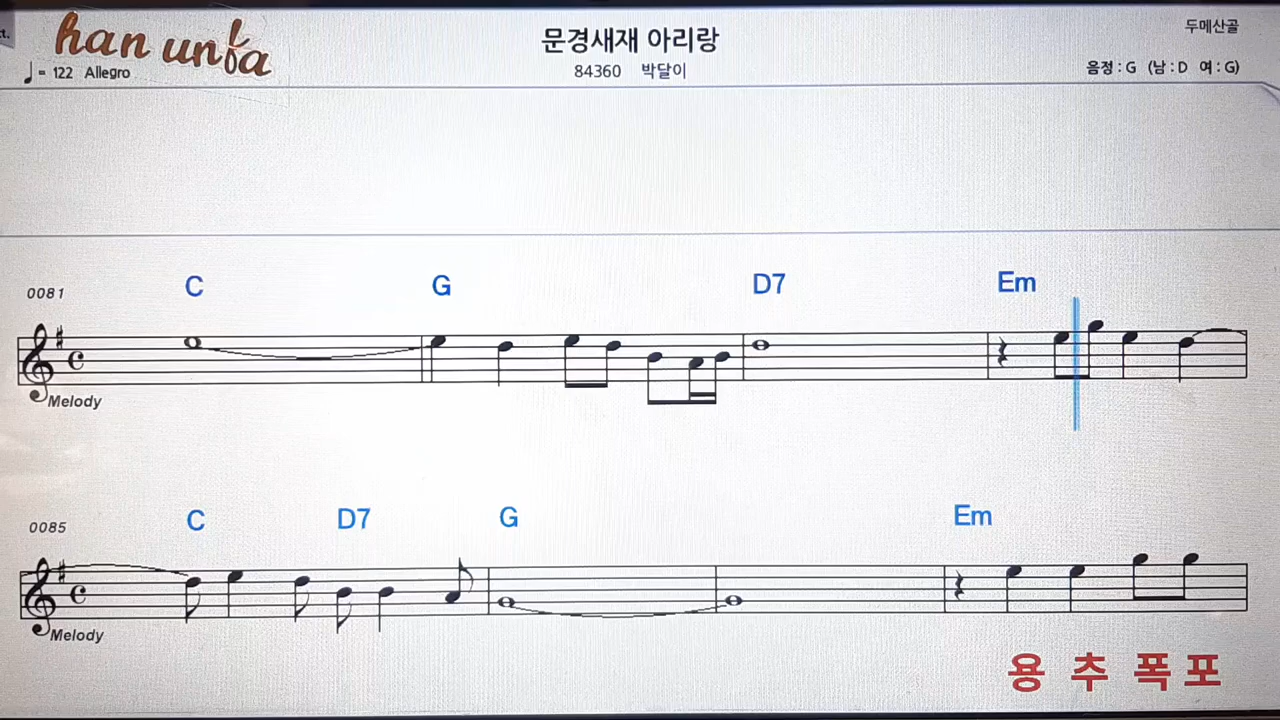 t.
han unba
문경새재 아리랑
두메산골
♩= 122 Allegro
84360 박달이
음정 : G (남 : D 여 : G)
0081 C G D7 Em
Melody
0085 C D7 G Em
Melody
용 추 폭 포